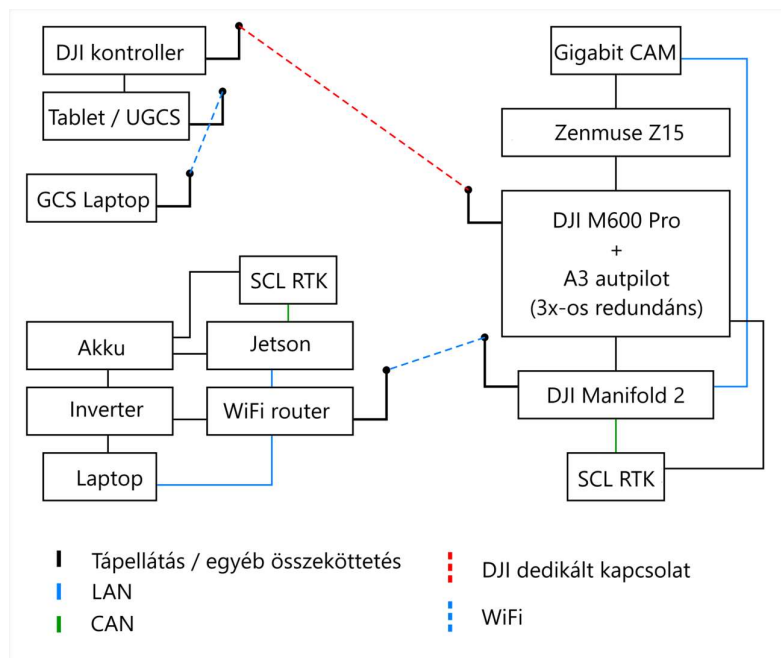 DJI kontroller
Tablet / UGCS
GCS Laptop
Gigabit CAM
Zenmuse Z15
DJI M600 Pro
+
A3 autpilot
(3x-os redundáns)
DJI Manifold 2
SCL RTK
SCL RTK
Akku
Jetson
Inverter
WiFi router
Laptop
Tápellátás / egyéb összeköttetés
LAN
CAN
DJI dedikált kapcsolat
WiFi